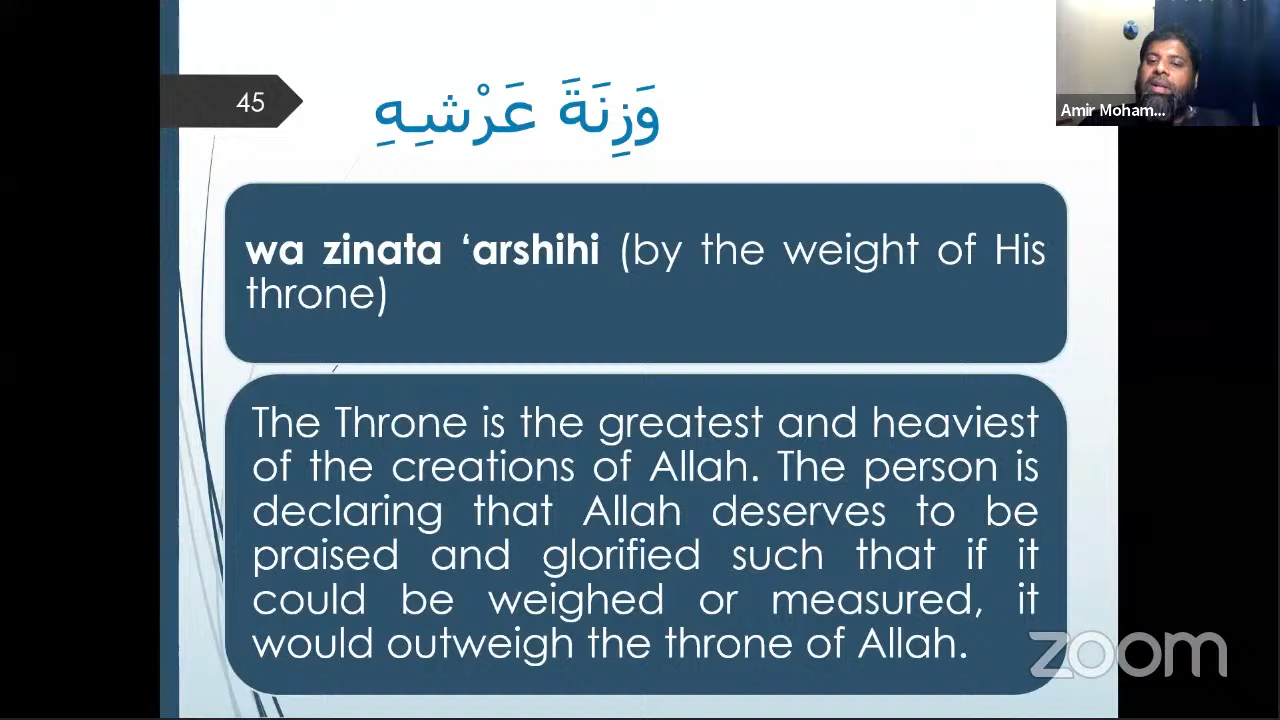 45
وَزِنَةَ عَرْشِهِ
Amir Moham...
wa zinata ‘arshihi (by the weight of His
throne)
The Throne is the greatest and heaviest
of the creations of Allah. The person is
declaring that Allah deserves to be
praised and glorified such that if it
could be weighed or measured, it
would outweigh the throne of Allah.
zoom